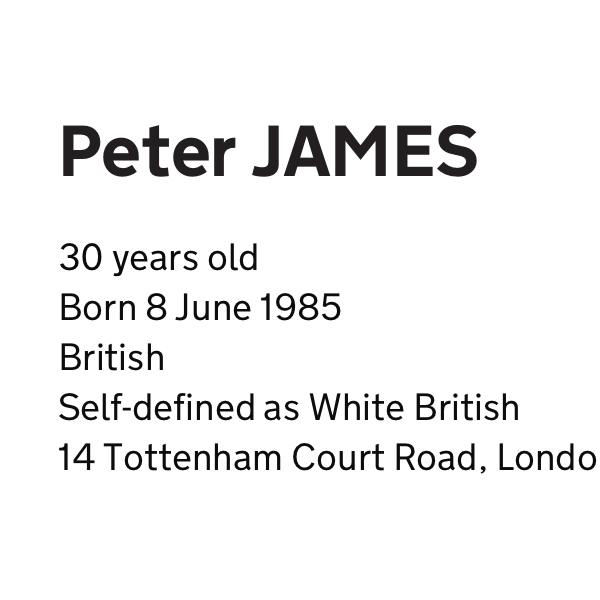 Peter JAMES
30 years old
Born 8 June 1985
British
Self-defined as White British
14 Tottenham Court Road, Londo